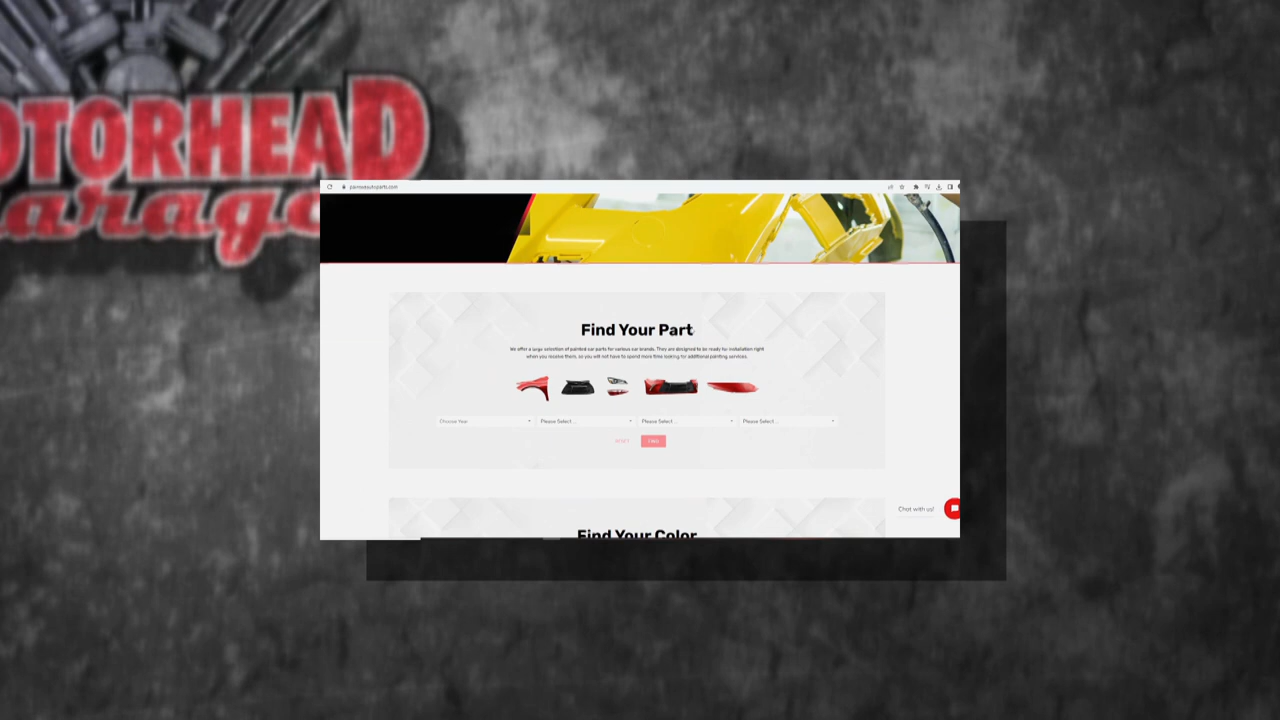 OTORHEAD
arag
Find Your Part
We offer a large selection of painted car parts for various car brands. They are designed to be ready for installation right
when you receive them, so you will not have to spend more time looking for additional painting services.
Choose Year
Please Select ...
Please Select ...
Please Select ...
RESET
FIND
Chat with us!
Find Your Color